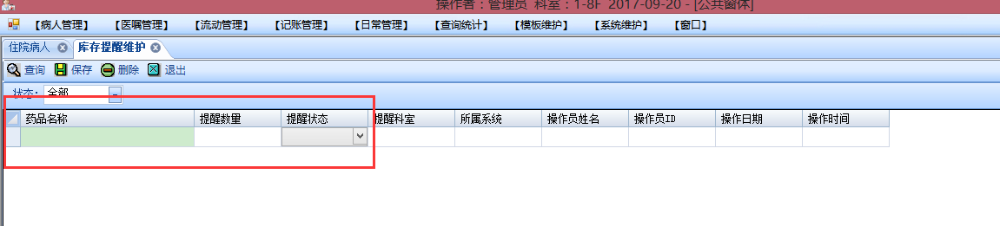 操作者：管理员 科室：1-8F 2017-09-20 - [公共窗体]
【病人管理】 【医嘱管理】 【流动管理】 【记账管理】 【日常管理】 【查询统计】 【模板维护】 【系统维护】 【窗口】
住院病人 库存提醒维护
查询 保存 删除 退出
状态： 全部
药品名称 提醒数量 提醒状态 提醒科室 所属系统 操作员姓名 操作员ID 操作日期 操作时间